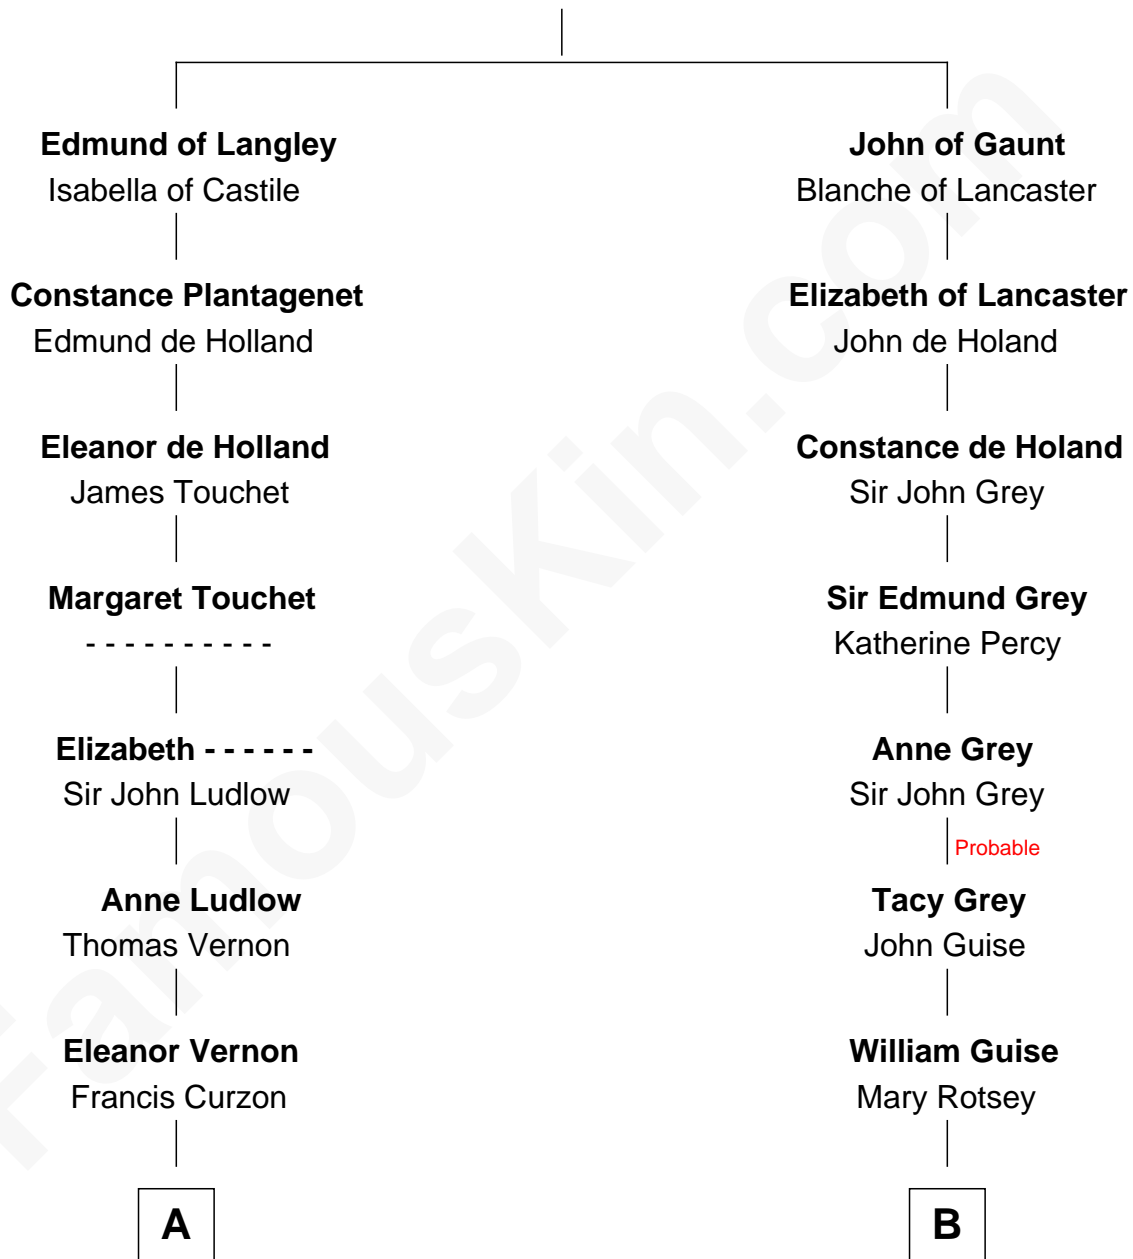 Edmund of Langley
Isabella of Castile
Constance Plantagenet
Edmund de Holland
Eleanor de Holland
James Touchet
Margaret Touchet
- - - - - - - - - -
Elizabeth - - - - - -
Sir John Ludlow
Anne Ludlow
Thomas Vernon
Eleanor Vernon
Francis Curzon
A
John of Gaunt
Blanche of Lancaster
Elizabeth of Lancaster
John de Holand
Constance de Holand
Sir John Grey
Sir Edmund Grey
Katherine Percy
Anne Grey
Sir John Grey
Probable
Tacy Grey
John Guise
William Guise
Mary Rotsey
B
FamousKin.com